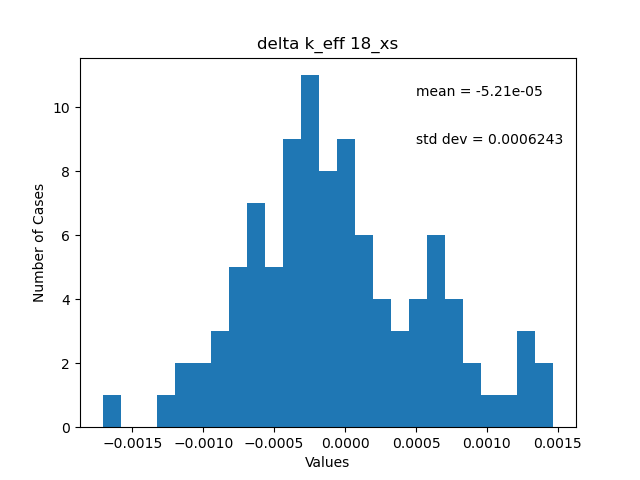 delta k_eff 18_xs
mean = -5.21e-05
std dev = 0.0006243
Number of Cases
10
8
6
4
2
0
−0.0015 −0.0010 −0.0005 0.0000 0.0005 0.0010 0.0015
Values